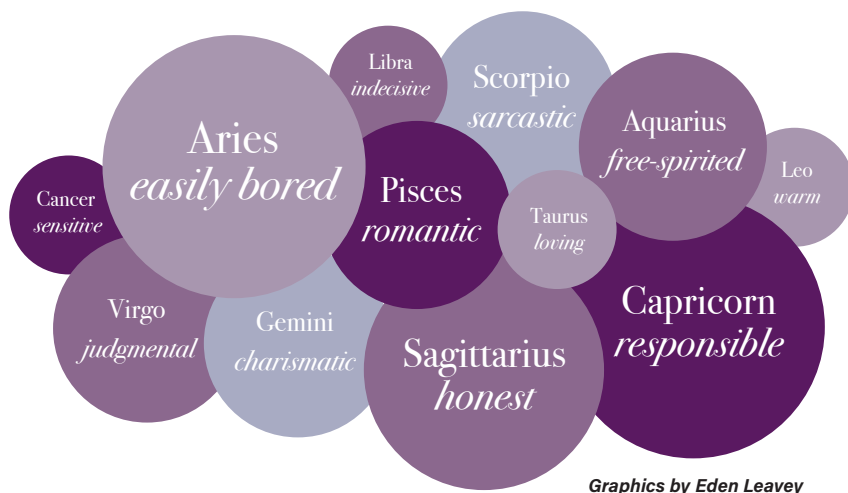 Libra
indecisive
Scorpio
sarcastic
Aries
easily bored
Aquarius
free-spirited
Leo
warm
Cancer
sensitive
Pisces
romantic
Taurus
loving
Virgo
judgmental
Gemini
charismatic
Sagittarius
honest
Capricorn
responsible
Graphics by Eden Leavey